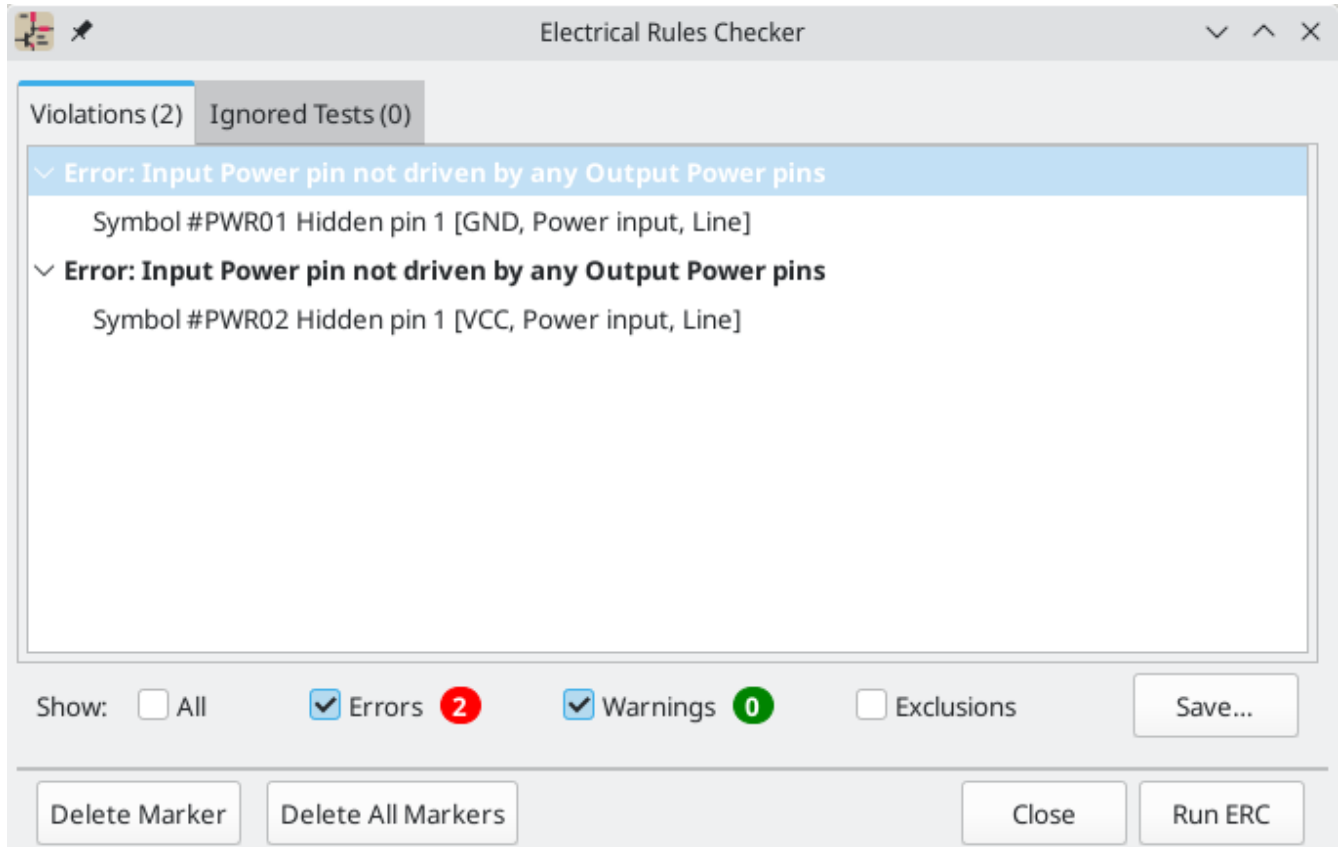 Electrical Rules Checker
Violations (2) Ignored Tests (0)
Error: Input Power pin not driven by any Output Power pins
Symbol #PWR01 Hidden pin 1 [GND, Power input, Line]
Error: Input Power pin not driven by any Output Power pins
Symbol #PWR02 Hidden pin 1 [VCC, Power input, Line]
Show: All Errors 2 Warnings 0 Exclusions Save...
Delete Marker Delete All Markers Close Run ERC